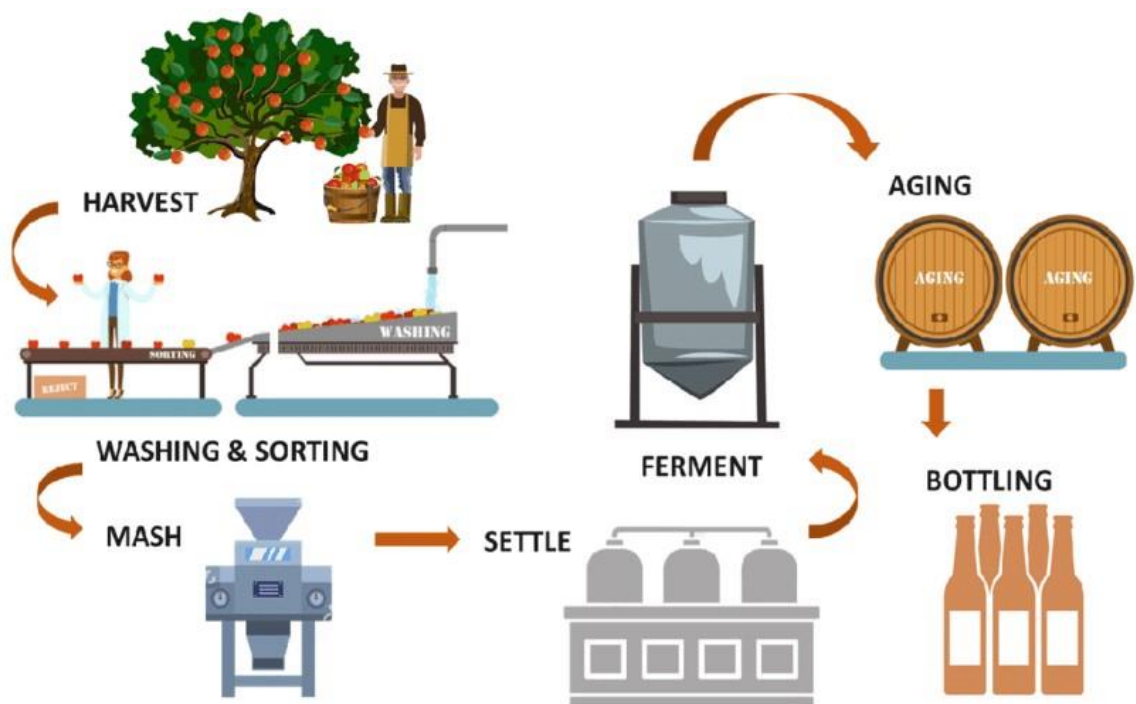 HARVEST
SORTING
REJECT
WASHING
WASHING & SORTING
MASH
SETTLE
FERMENT
AGING
AGING
AGING
BOTTLING